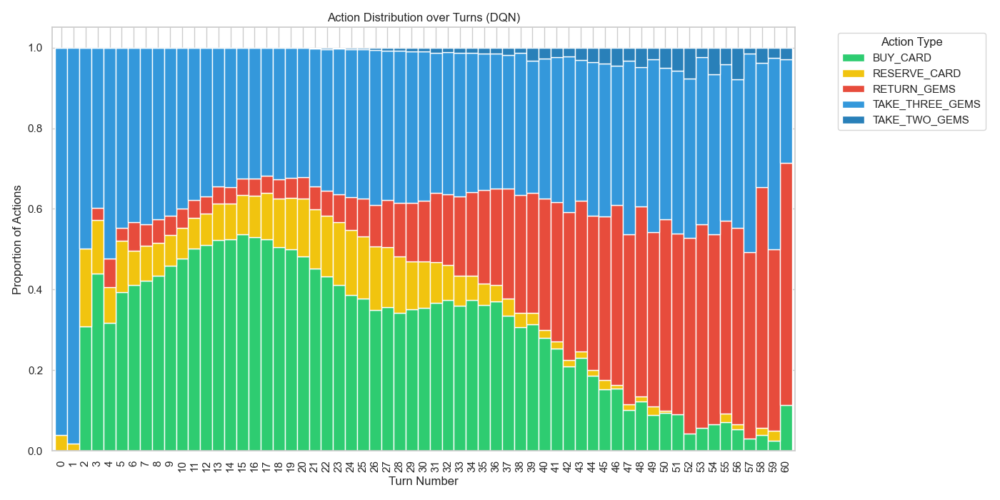 Action Distribution over Turns (DQN)
Action Type
BUY_CARD
RESERVE_CARD
RETURN_GEMS
TAKE_THREE_GEMS
TAKE_TWO_GEMS
Proportion of Actions
1.0
0.8
0.6
0.4
0.2
0.0
0 1 2 3 4 5 6 7 8 9 10 11 12 13 14 15 16 17 18 19 20 21 22 23 24 25 26 27 28 29 30 31 32 33 34 35 36 37 38 39 40 41 42 43 44 45 46 47 48 49 50 51 52 53 54 55 56 57 58 59 60
Turn Number